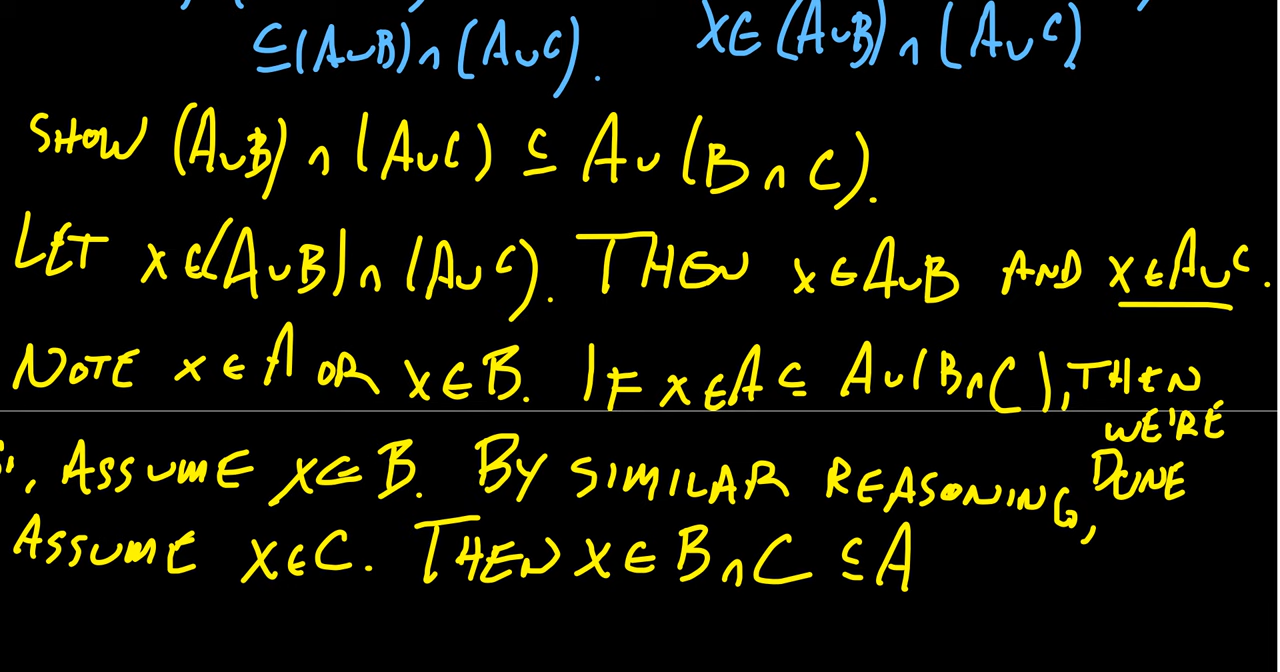 ⊆(A∪B)∩(A∪C). x∈(A∪B)∩(A∪C)
SHOW (A∪B)∩(A∪C) ⊆ A∪(B∩C).
LET x∈(A∪B)∩(A∪C). THEN x∈A∪B AND x∈A∪C.
NOTE x∈A OR x∈B. IF x∈A⊆ A∪(B∩C), THEN
WE'RE
DONE
, ASSUME x∈B. BY SIMILAR REASONING,
ASSUME x∈C. THEN x∈B∩C ⊆A